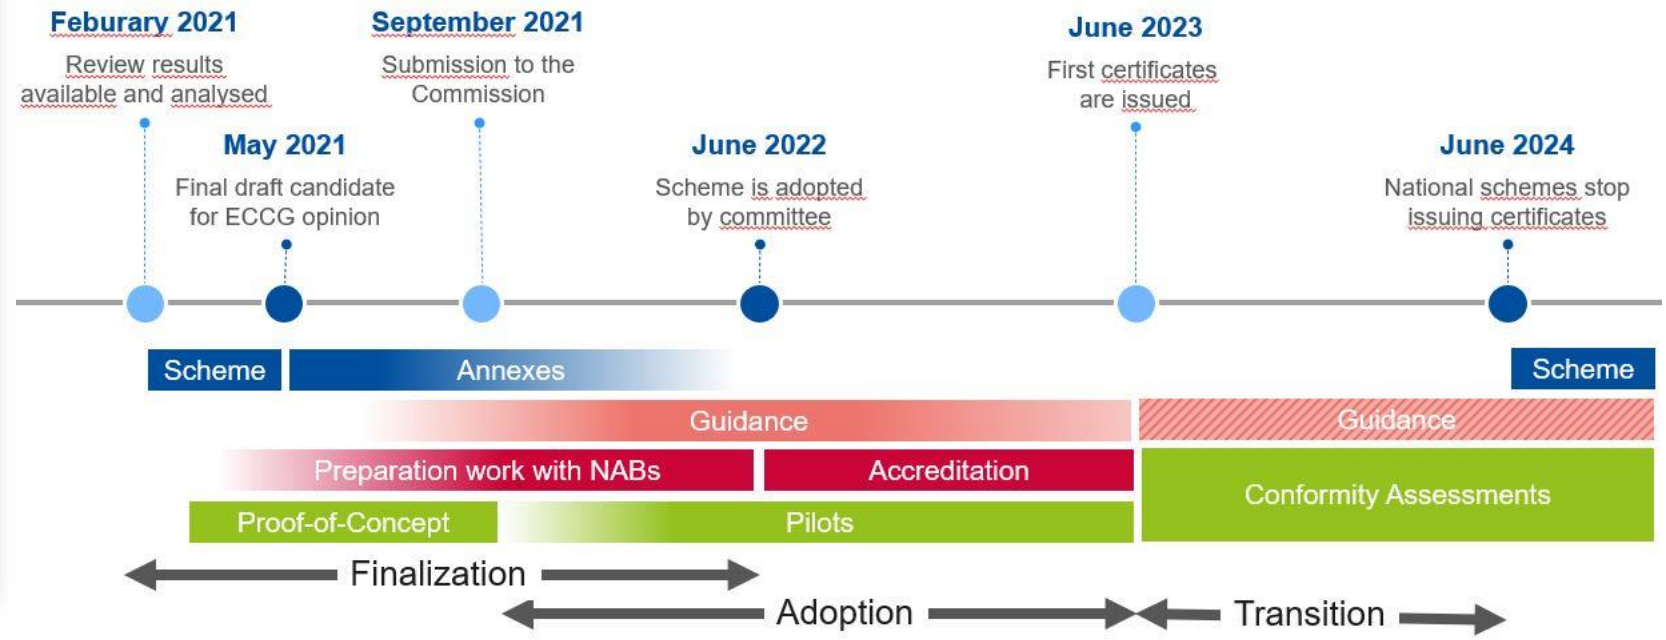 Feburary 2021
Review results
available and analysed
May 2021
Final draft candidate
for ECCG opinion
September 2021
Submission to the
Commission
June 2022
Scheme is adopted
by committee
June 2023
First certificates
are issued
June 2024
National schemes stop
issuing certificates
Scheme
Annexes
Scheme
Guidance
Guidance
Preparation work with NABs
Accreditation
Conformity Assessments
Proof-of-Concept
Pilots
Finalization
Adoption
Transition